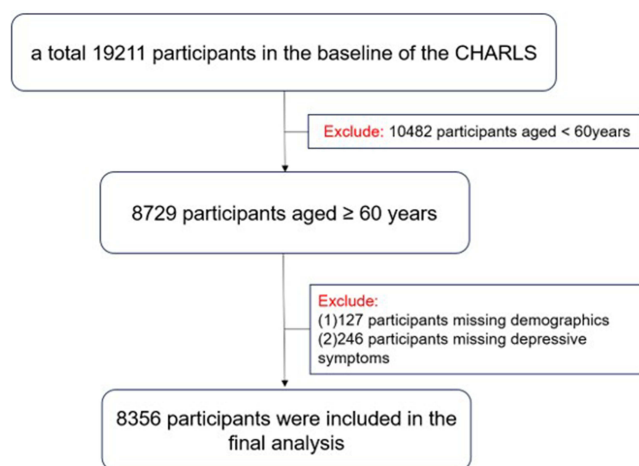 a total 19211 participants in the baseline of the CHARLS
Exclude: 10482 participants aged < 60years
8729 participants aged ≥ 60 years
Exclude:
(1)127 participants missing demographics
(2)246 participants missing depressive
symptoms
8356 participants were included in the
final analysis